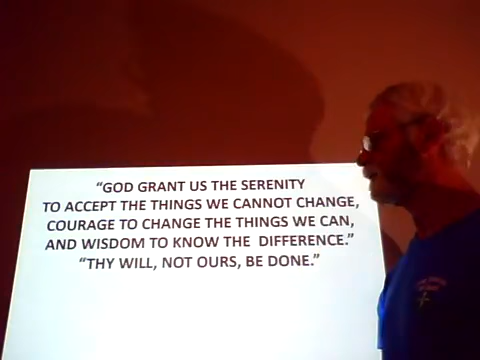 “GOD GRANT US THE SERENITY
TO ACCEPT THE THINGS WE CANNOT CHANGE,
COURAGE TO CHANGE THE THINGS WE CAN,
AND WISDOM TO KNOW THE  DIFFERENCE.”
“THY WILL, NOT OURS, BE DONE.”